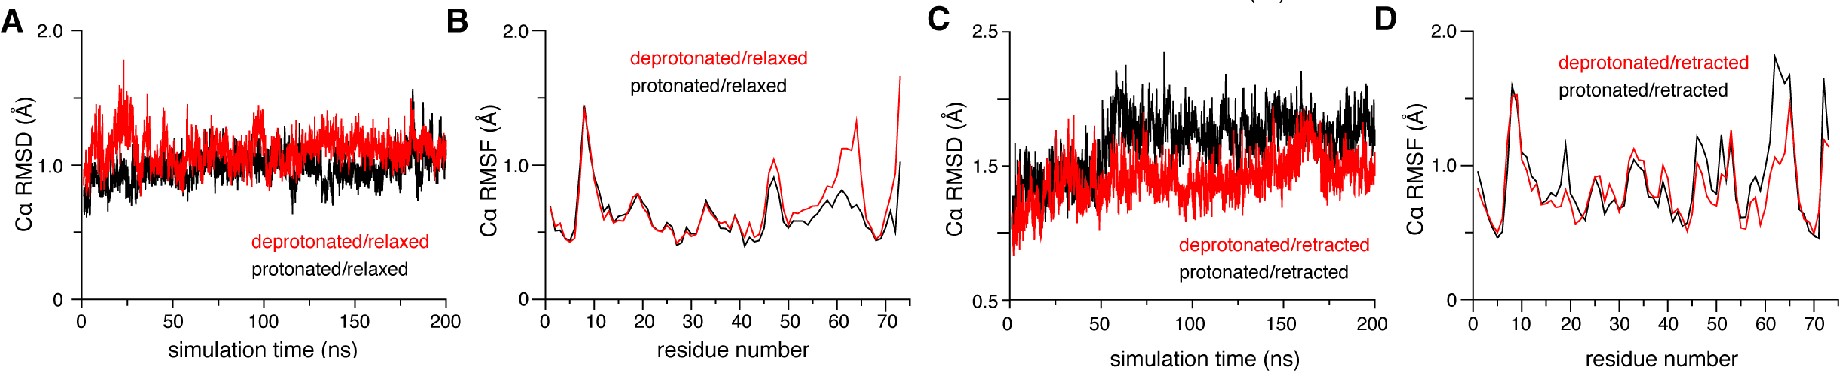 A
2.0
1.0
0
Cα RMSD (Å)
deprotonated/relaxed
protonated/relaxed
0 50 100 150 200
simulation time (ns)
B
2.0
1.0
0
Cα RMSF (Å)
deprotonated/relaxed
protonated/relaxed
0 10 20 30 40 50 60 70
residue number
C
2.5
1.5
0.5
Cα RMSD (Å)
deprotonated/retracted
protonated/retracted
0 50 100 150 200
simulation time (ns)
D
2.0
1.0
0
Cα RMSF (Å)
deprotonated/retracted
protonated/retracted
0 10 20 30 40 50 60 70
residue number